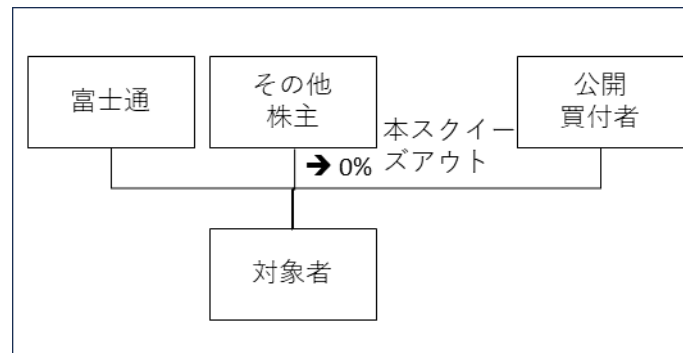 富士通
その他
株主
公開
買付者
本スクイー
ズアウト
➔ 0%
対象者